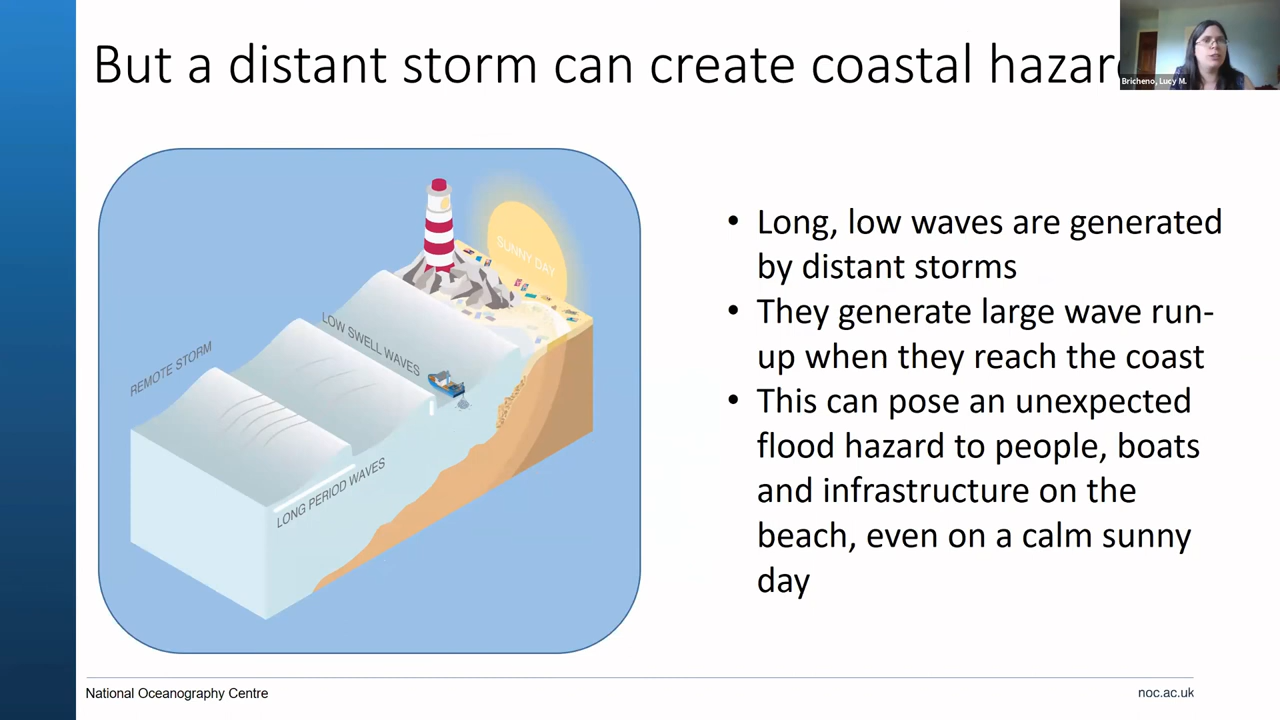 But a distant storm can create coastal
Bricheno, Lucy M.
SUNNY DAY
LOW SWELL WAVES
REMOTE STORM
LONG PERIOD WAVES
• Long, low waves are generated
by distant storms
• They generate large wave run-
up when they reach the coast
• This can pose an unexpected
flood hazard to people, boats
and infrastructure on the
beach, even on a calm sunny
day
National Oceanography Centre
noc.ac.uk